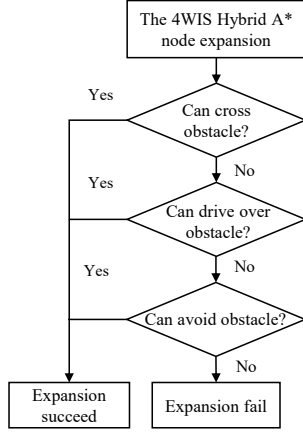 The 4WIS Hybrid A*
node expansion
Yes
Can cross
obstacle?
No
Yes
Can drive over
obstacle?
No
Yes
Can avoid obstacle?
No
Expansion
succeed
Expansion fail